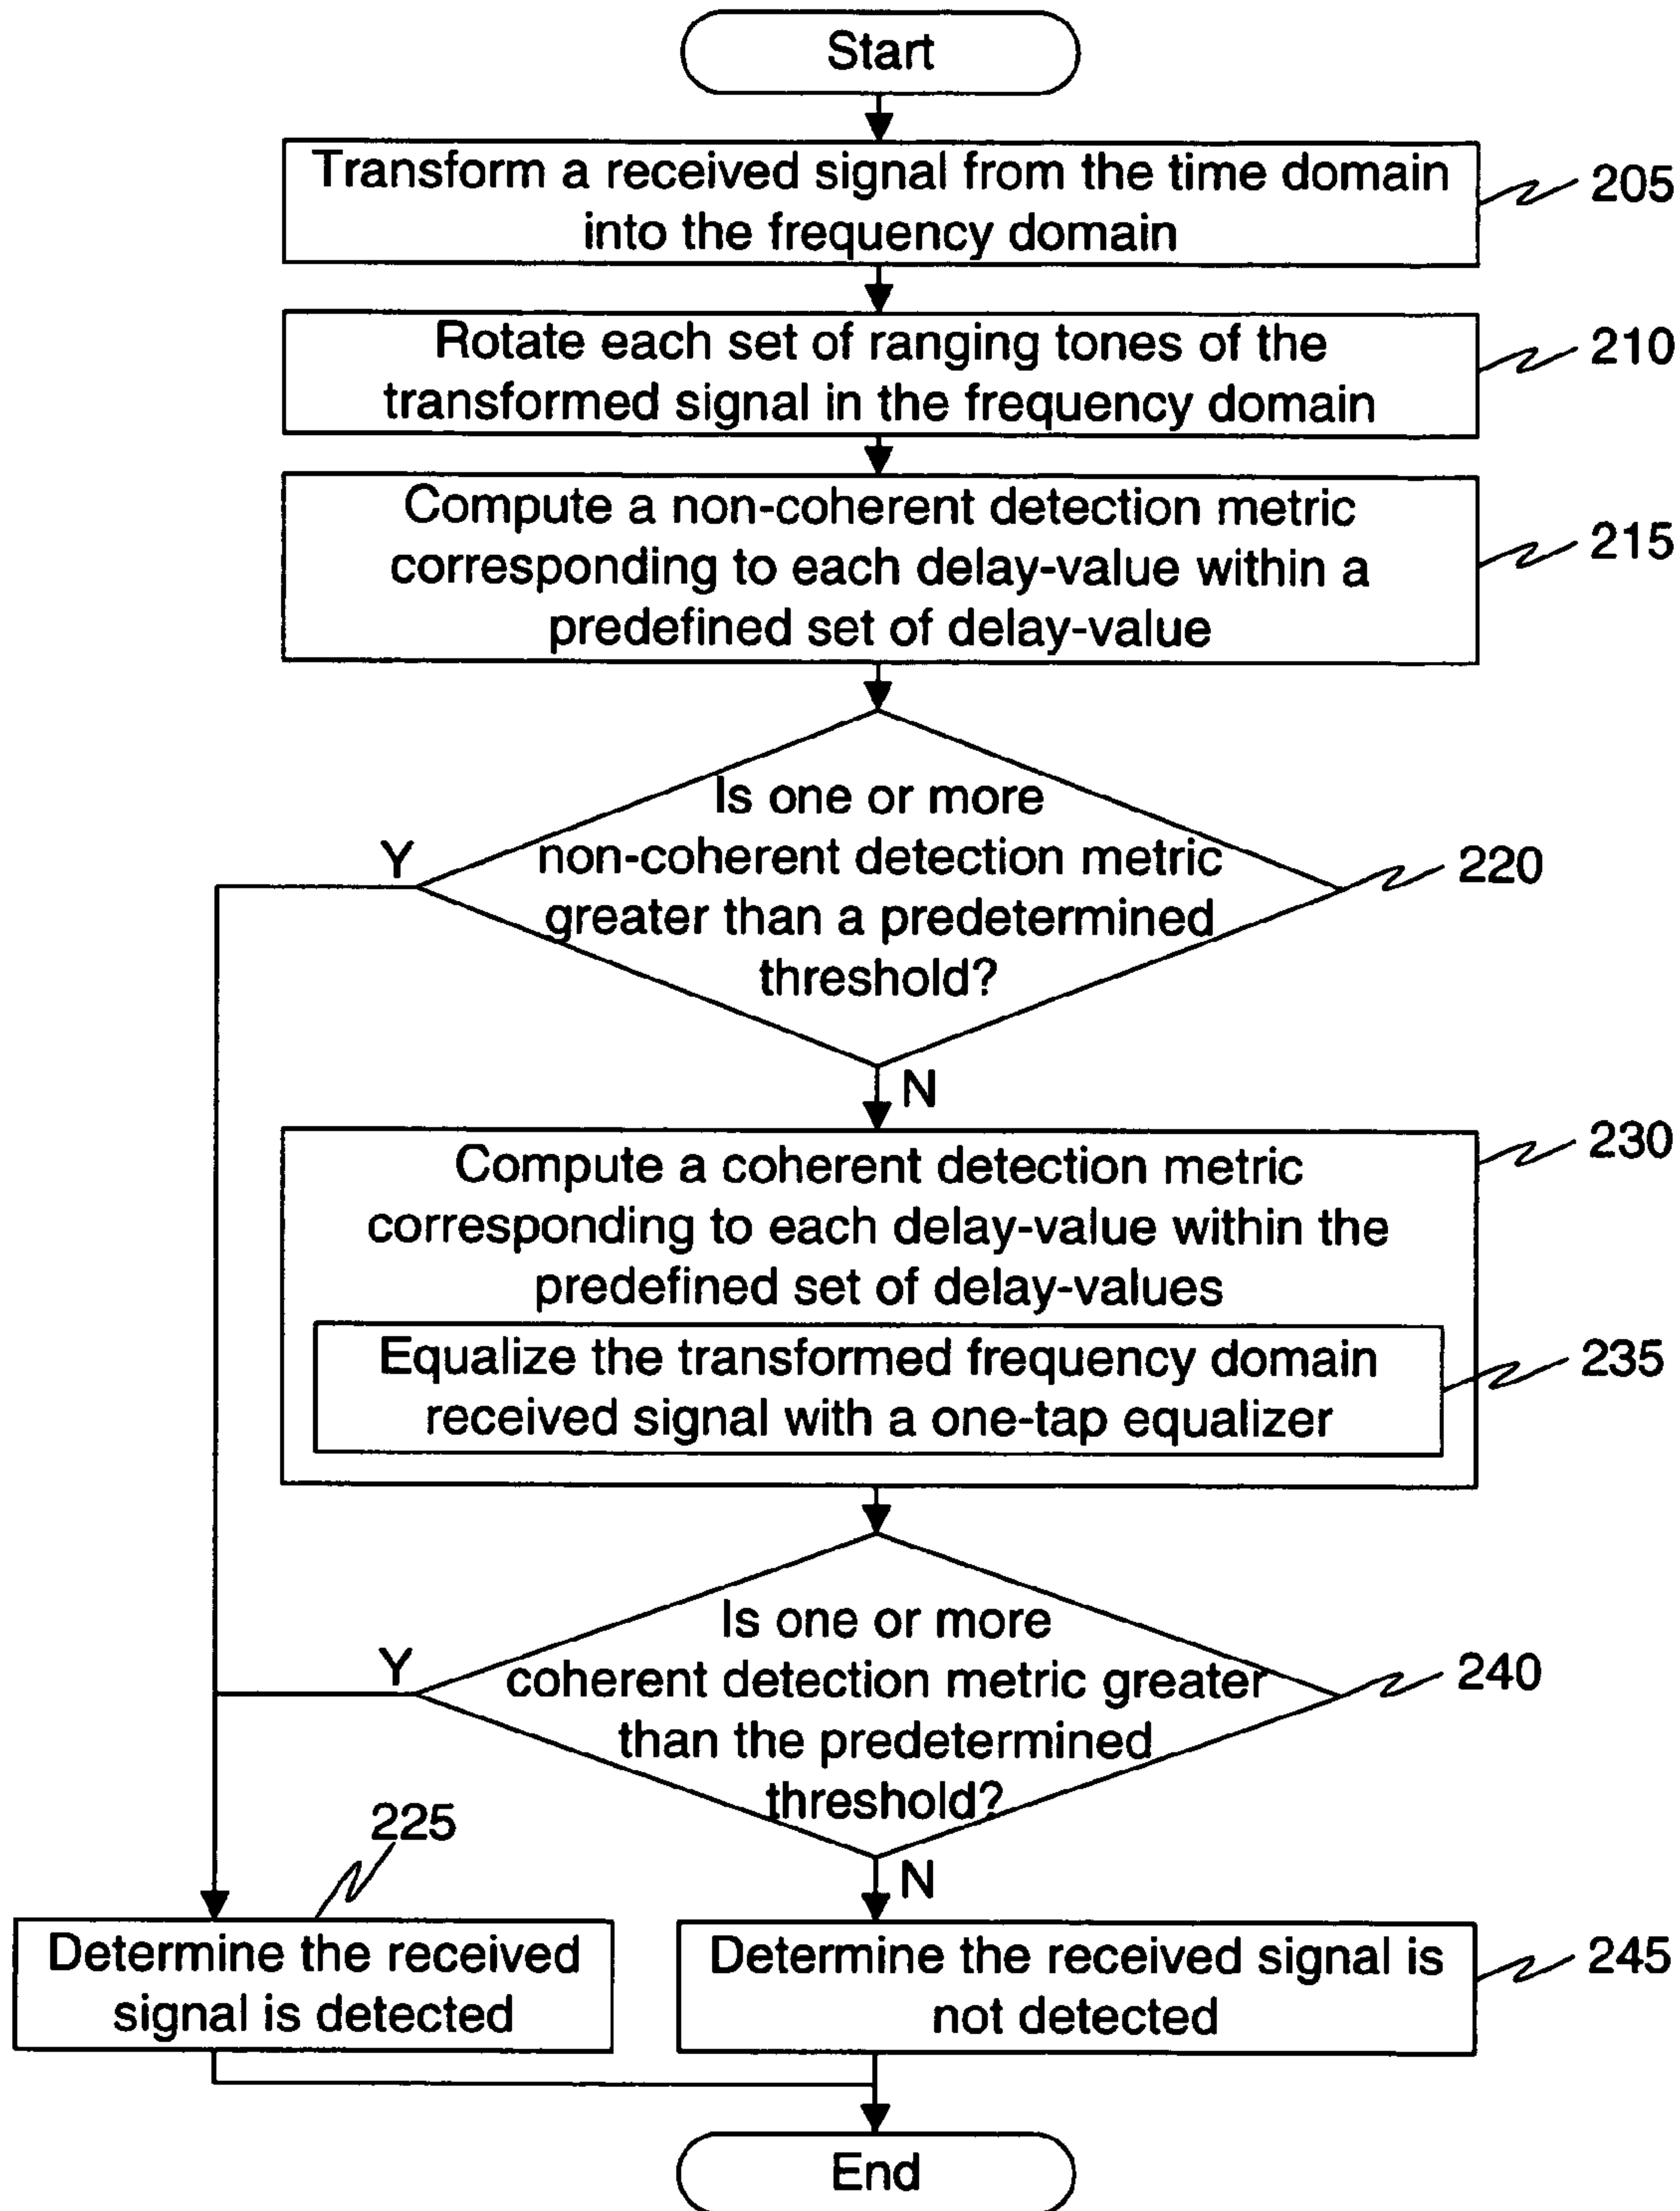 Start
Transform a received signal from the time domain
into the frequency domain
205
Rotate each set of ranging tones of the
transformed signal in the frequency domain
210
Compute a non-coherent detection metric
corresponding to each delay-value within a
predefined set of delay-value
215
Is one or more
non-coherent detection metric
greater than a predetermined
threshold?
220
Y
N
Compute a coherent detection metric
corresponding to each delay-value within the
predefined set of delay-values
230
Equalize the transformed frequency domain
received signal with a one-tap equalizer
235
Is one or more
coherent detection metric greater
than the predetermined
threshold?
240
Y
N
225
Determine the received
signal is detected
Determine the received signal is
not detected
245
End